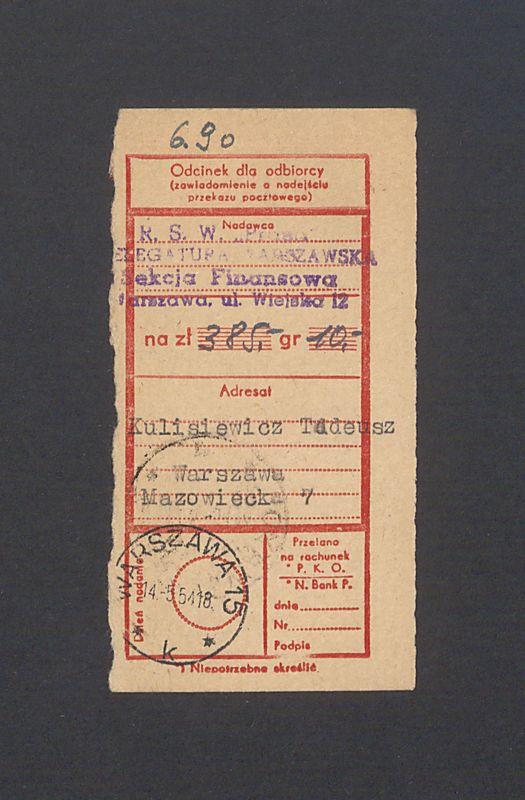 6.90
Odcinek dla odbiorcy
(zawiadomienie o nadejściu
przekazu pocztowego)
Nadawca
R. S. W. „Prasa"
DELEGATURA WARSZAWSKA
Sekcja Finansowa
Warszawa, ul. Wiejska 12
na zł 385,- gr 10,-
Adresat
Kulisiewicz Tadeusz
Warszawa
Mazowiecka 7
WARSZAWA 15
14.-5.54 18
* k *
Dzień nadania
Przelano
na rachunek
* P. K. O.
* N. Bank P.
dnia
Nr.
Podpis
*) Niepotrzebne skreślić.